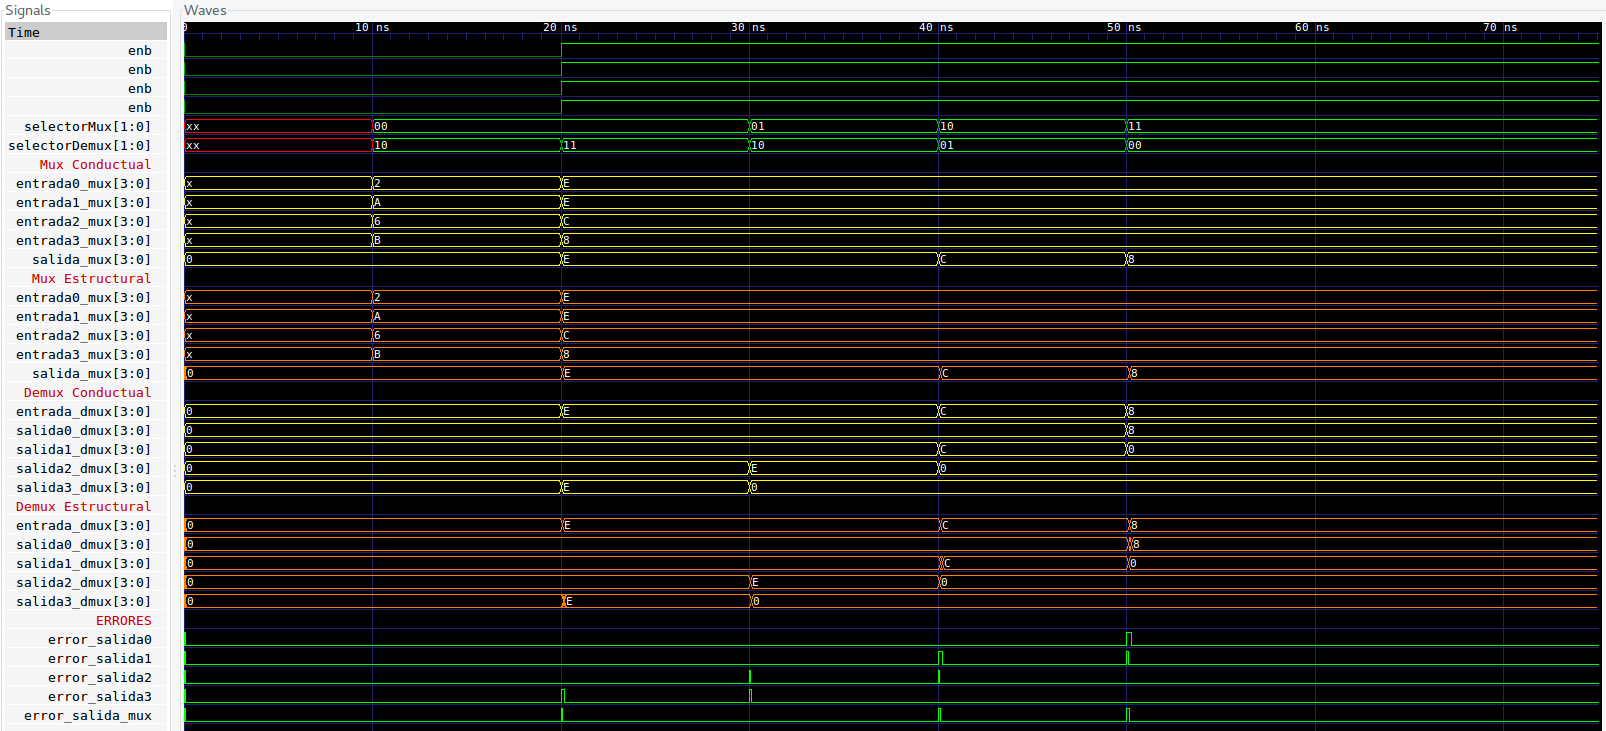 Signals Waves
Time 0 10 ns 20 ns 30 ns 40 ns 50 ns 60 ns 70 ns
enb
enb
enb
enb
selectorMux[1:0] xx 00 01 10 11
selectorDemux[1:0] xx 10 11 10 01 00
Mux Conductual
entrada0_mux[3:0] x 2 E
entrada1_mux[3:0] x A E
entrada2_mux[3:0] x 6 C
entrada3_mux[3:0] x B 8
salida_mux[3:0] 0 E C 8
Mux Estructural
entrada0_mux[3:0] x 2 E
entrada1_mux[3:0] x A E
entrada2_mux[3:0] x 6 C
entrada3_mux[3:0] x B 8
salida_mux[3:0] 0 E C 8
Demux Conductual
entrada_dmux[3:0] 0 E C 8
salida0_dmux[3:0] 0 8
salida1_dmux[3:0] 0 C 0
salida2_dmux[3:0] 0 E 0
salida3_dmux[3:0] 0 E 0
Demux Estructural
entrada_dmux[3:0] 0 E C 8
salida0_dmux[3:0] 0 8
salida1_dmux[3:0] 0 C 0
salida2_dmux[3:0] 0 E 0
salida3_dmux[3:0] 0 E 0
ERRORES
error_salida0
error_salida1
error_salida2
error_salida3
error_salida_mux